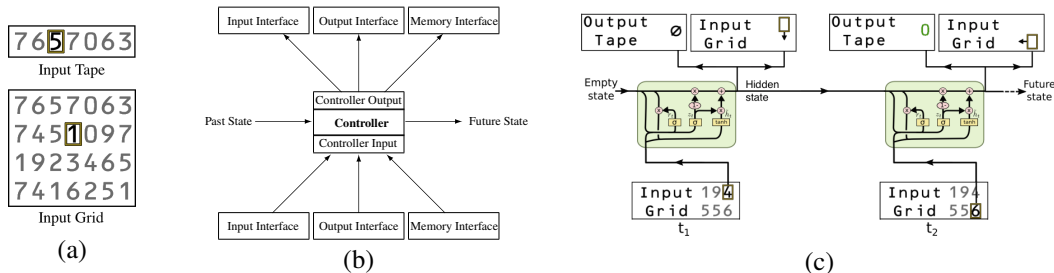 7657063
Input Tape
7657063
7451097
1923465
7416251
Input Grid
(a)
Input Interface
Output Interface
Memory Interface
Controller Output
Past State
Controller
Future State
Controller Input
Input Interface
Output Interface
Memory Interface
(b)
Output Tape ∅
Input Grid
Output Tape 0
Input Grid
Empty state
Hidden state
Future state
σ σ tanh
σ σ tanh
Input 194
Grid 556
t₁
Input 194
Grid 556
t₂
(c)